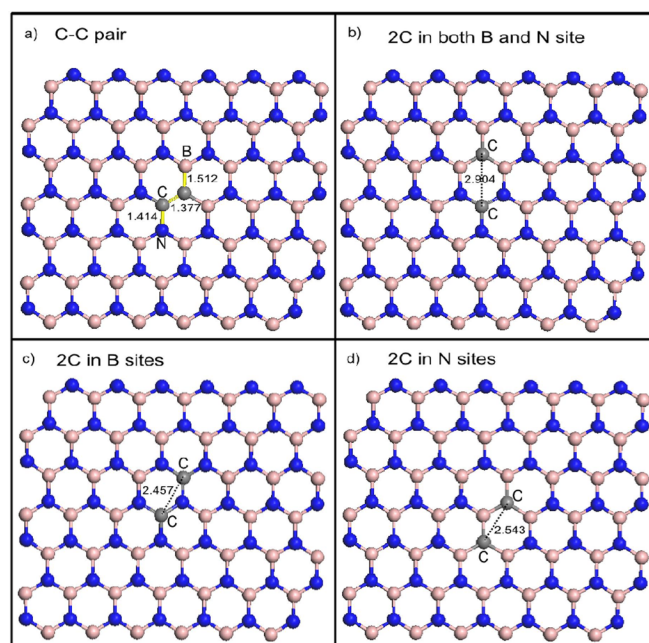 a) C-C pair
B
1.512
C
1.377
1.414
N
b) 2C in both B and N site
C
2.904
C
c) 2C in B sites
C
2.457
C
d) 2C in N sites
C
2.543
C